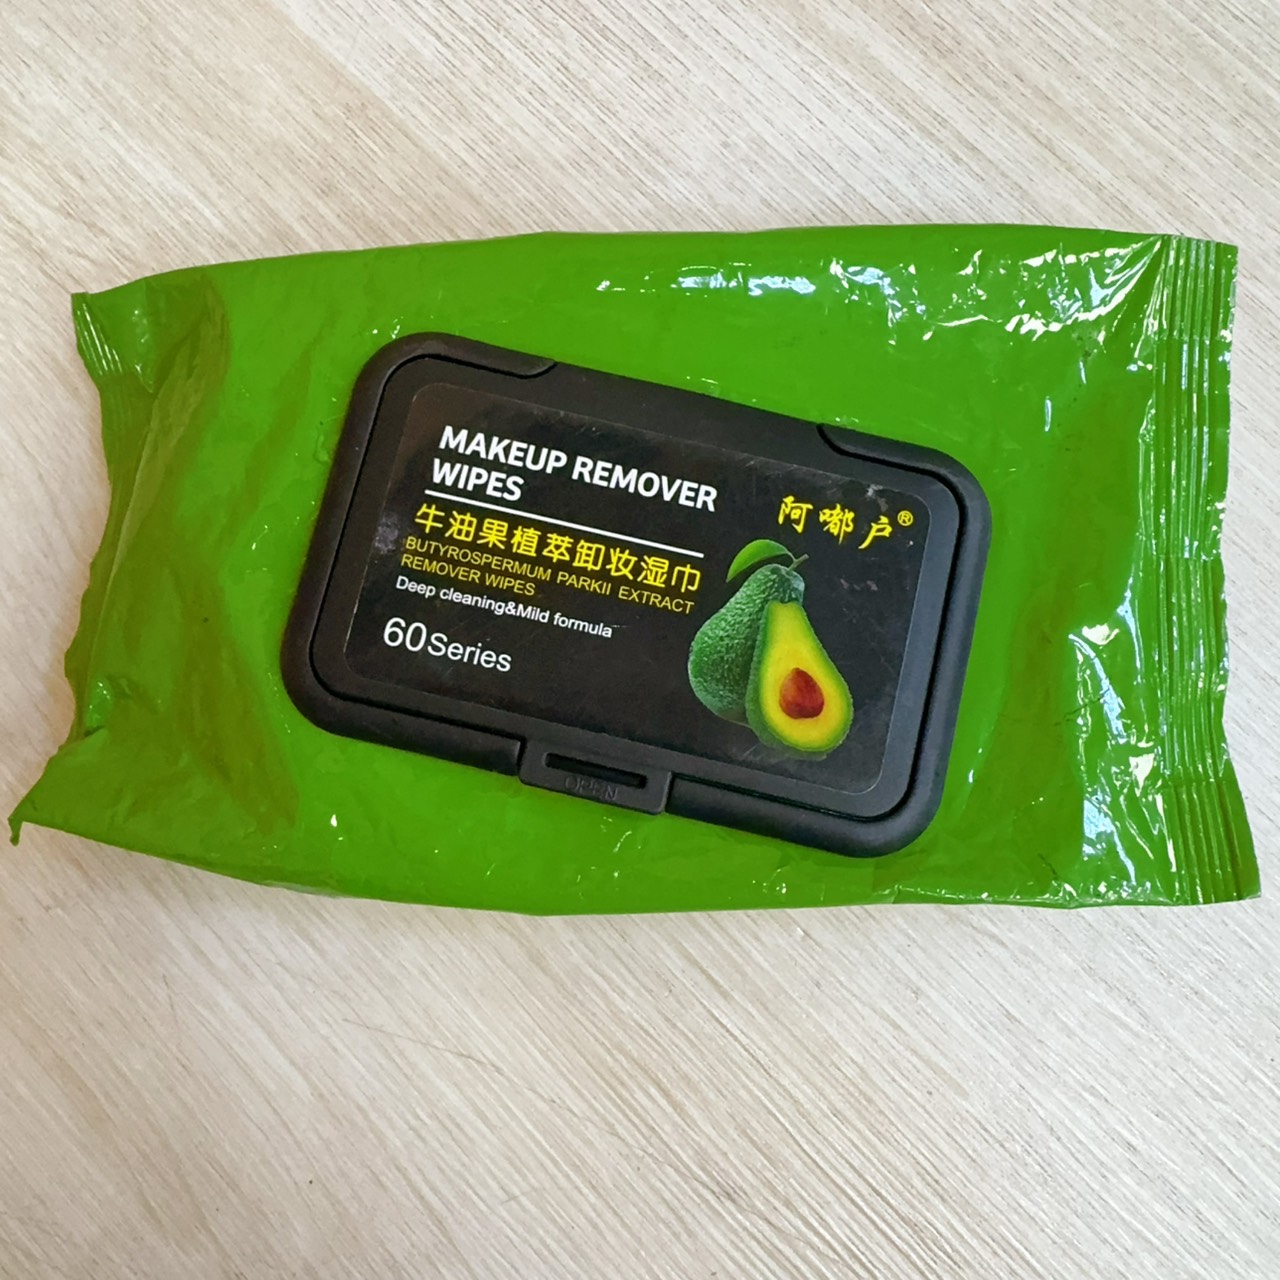 MAKEUP REMOVER
WIPES
牛油果植萃卸妆湿巾
BUTYROSPERMUM PARKII EXTRACT
REMOVER WIPES
Deep cleaning&Mild formula
60Series
阿嘟户®
OPEN